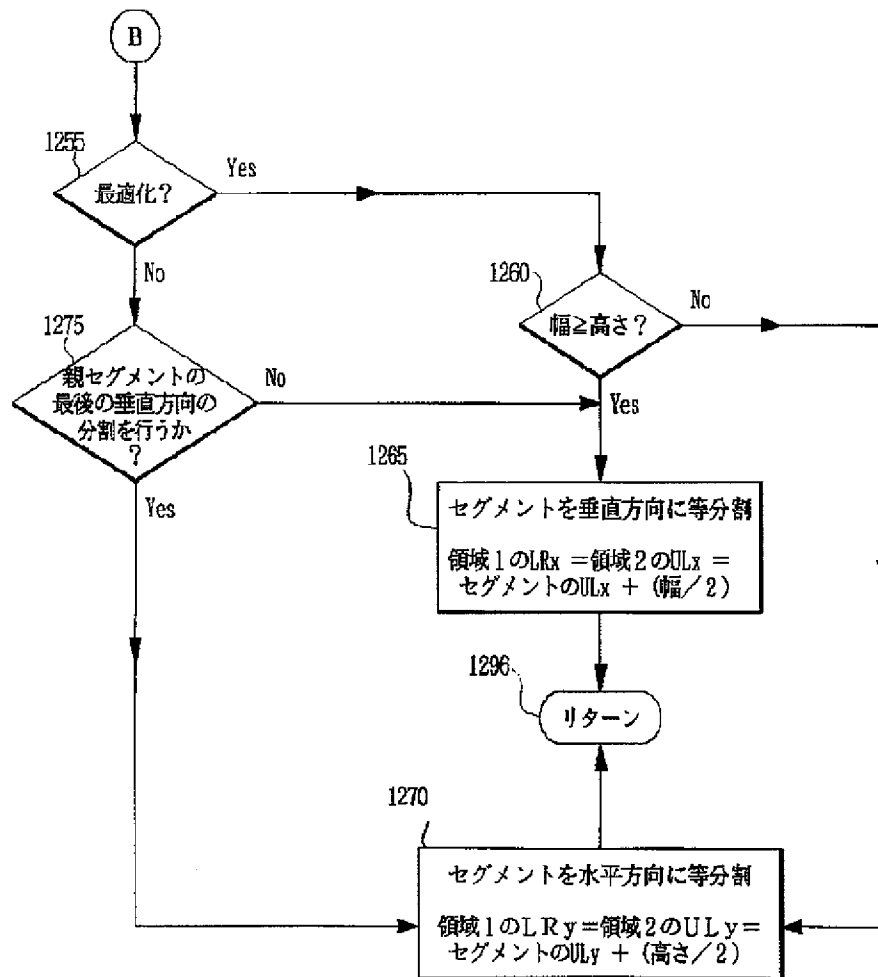 B
1255
最適化？
Yes
No
1260
幅≧高さ？
No
Yes
1275
親セグメントの
最後の垂直方向の
分割を行うか
？
No
Yes
1265
セグメントを垂直方向に等分割
領域1のLRx＝領域2のULx＝
セグメントのULx + (幅／2)
1296
リターン
1270
セグメントを水平方向に等分割
領域1のLRy＝領域2のULy＝
セグメントのULy + (高さ／2)